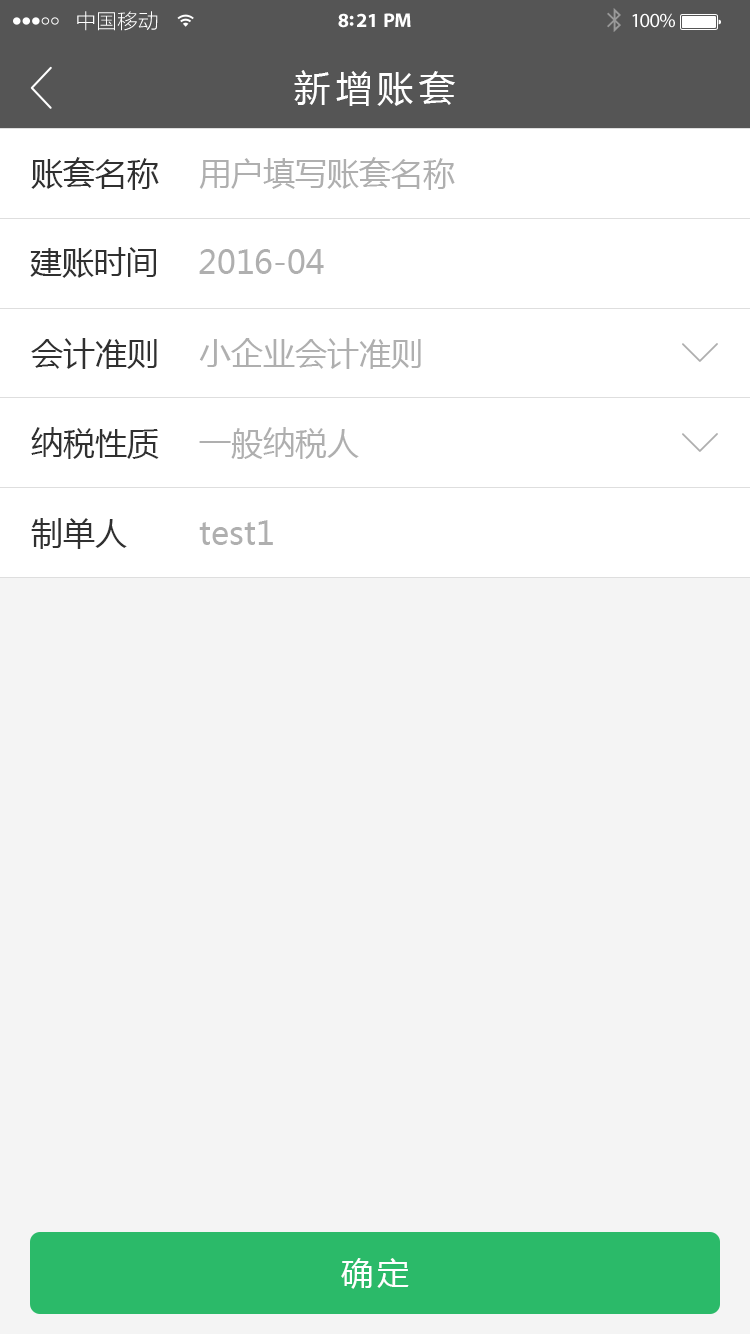 中国移动 8:21 PM 100%
新增账套
账套名称 用户填写账套名称
建账时间 2016-04
会计准则 小企业会计准则
纳税性质 一般纳税人
制单人 test1
确定